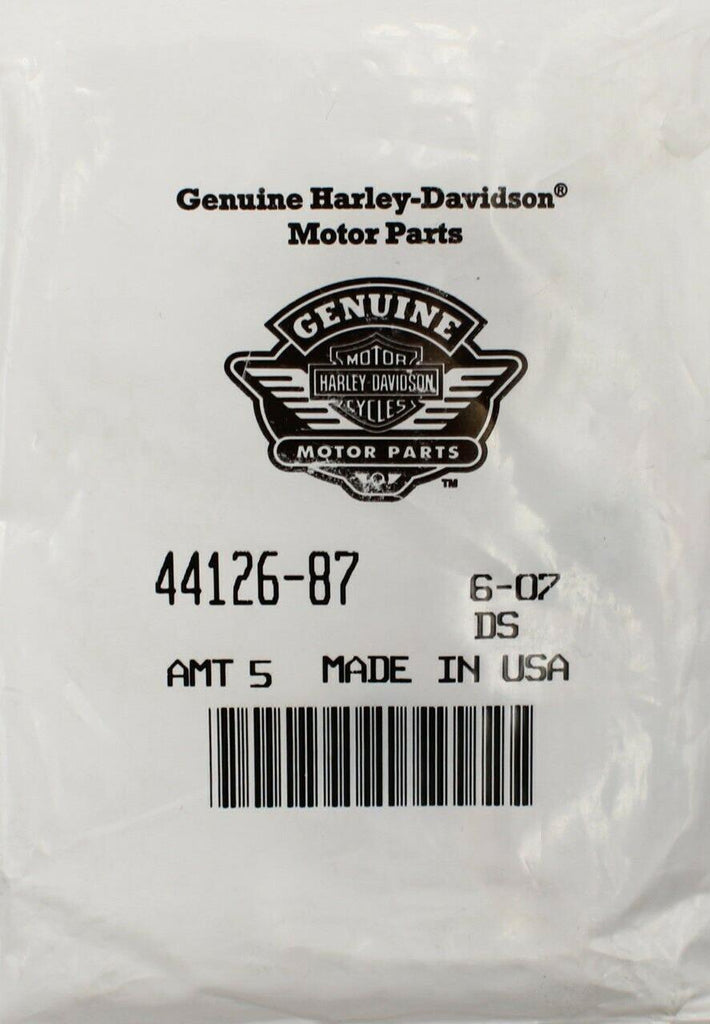 Genuine Harley-Davidson®
Motor Parts
GENUINE
MOTOR
HARLEY-DAVIDSON
CYCLES
MOTOR PARTS
TM
44126-87
6-07
DS
AMT 5 MADE IN USA